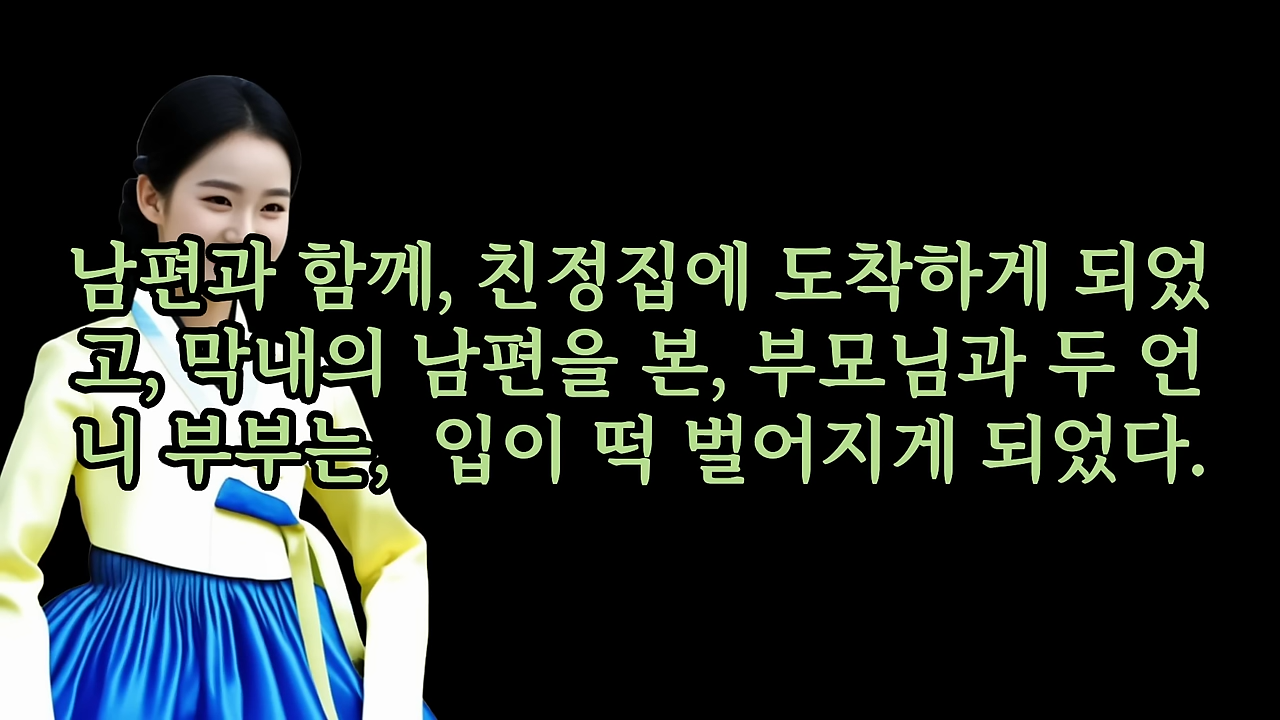 남편과 함께, 친정집에 도착하게 되었
고, 막내의 남편을 본, 부모님과 두 언
니 부부는,  입이 떡 벌어지게 되었다.